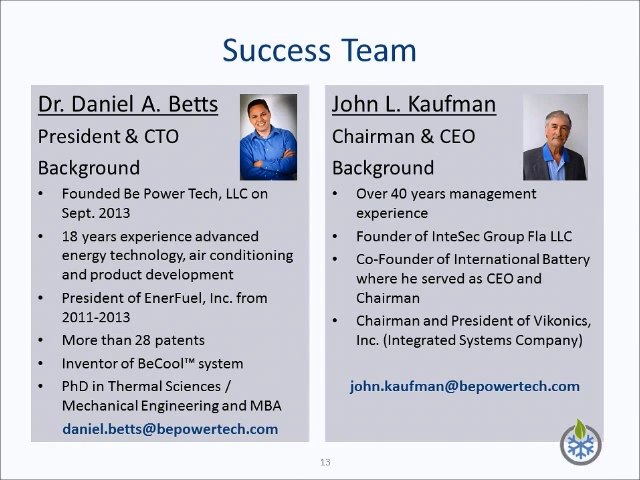 Success Team
Dr. Daniel A. Betts
President & CTO
Background
• Founded Be Power Tech, LLC on
Sept. 2013
• 18 years experience advanced
energy technology, air conditioning
and product development
• President of EnerFuel, Inc. from
2011-2013
• More than 28 patents
• Inventor of BeCool™ system
• PhD in Thermal Sciences /
Mechanical Engineering and MBA
daniel.betts@bepowertech.com
John L. Kaufman
Chairman & CEO
Background
• Over 40 years management
experience
• Founder of InteSec Group Fla LLC
• Co-Founder of International Battery
where he served as CEO and
Chairman
• Chairman and President of Vikonics,
Inc. (Integrated Systems Company)
john.kaufman@bepowertech.com
13